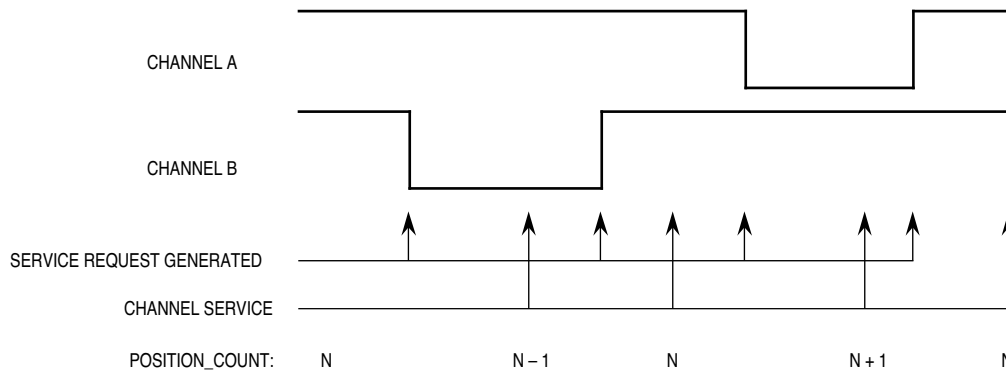 CHANNEL A
CHANNEL B
SERVICE REQUEST GENERATED
CHANNEL SERVICE
POSITION_COUNT: N N – 1 N N + 1 N